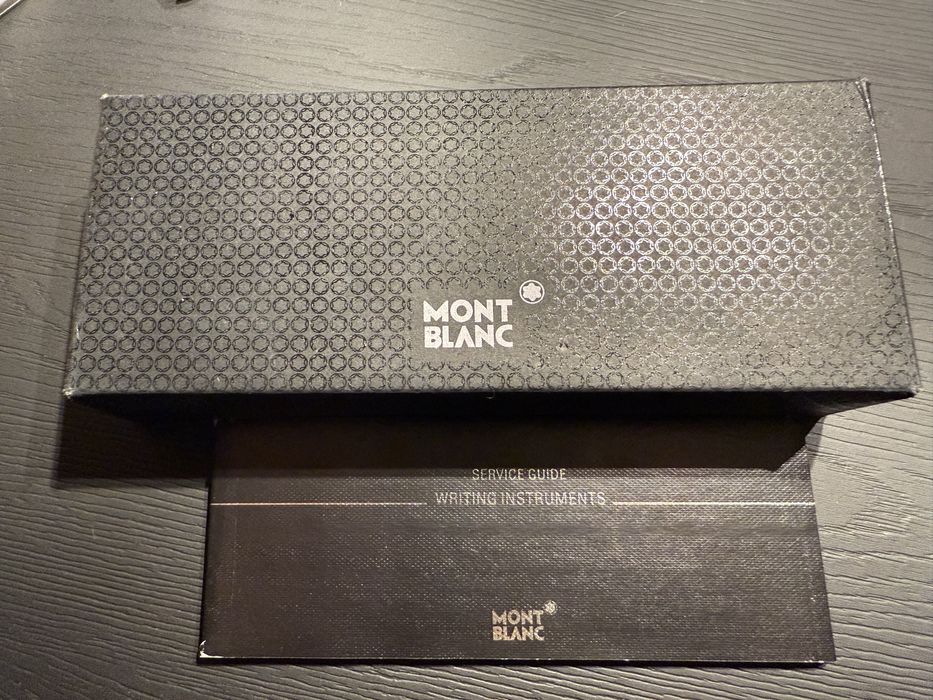 MONT
BLANC
SERVICE GUIDE
WRITING INSTRUMENTS
MONT
BLANC